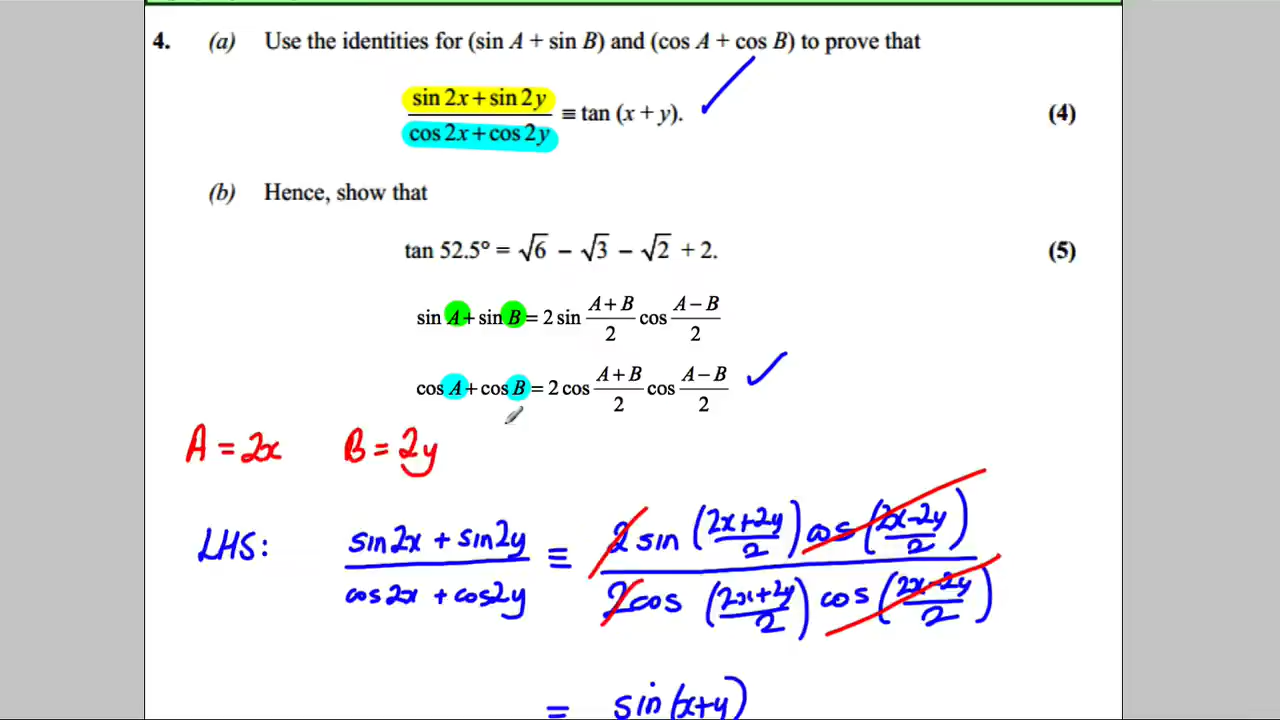 4. (a) Use the identities for (sin A + sin B) and (cos A + cos B) to prove that
sin 2x + sin 2y
cos 2x + cos 2y
≡ tan (x + y).
(4)
(b) Hence, show that
tan 52.5° = √6 − √3 − √2 + 2.
(5)
sin A + sin B = 2 sin (A + B)/2 cos (A − B)/2
cos A + cos B = 2 cos (A + B)/2 cos (A − B)/2
A = 2x B = 2y
LHS:
sin2x + sin2y
cos2x + cos2y
≡
2 sin (2x+2y/2) cos (2x-2y/2)
2cos (2x+2y/2) cos (2x-2y/2)
= sin(x+y)